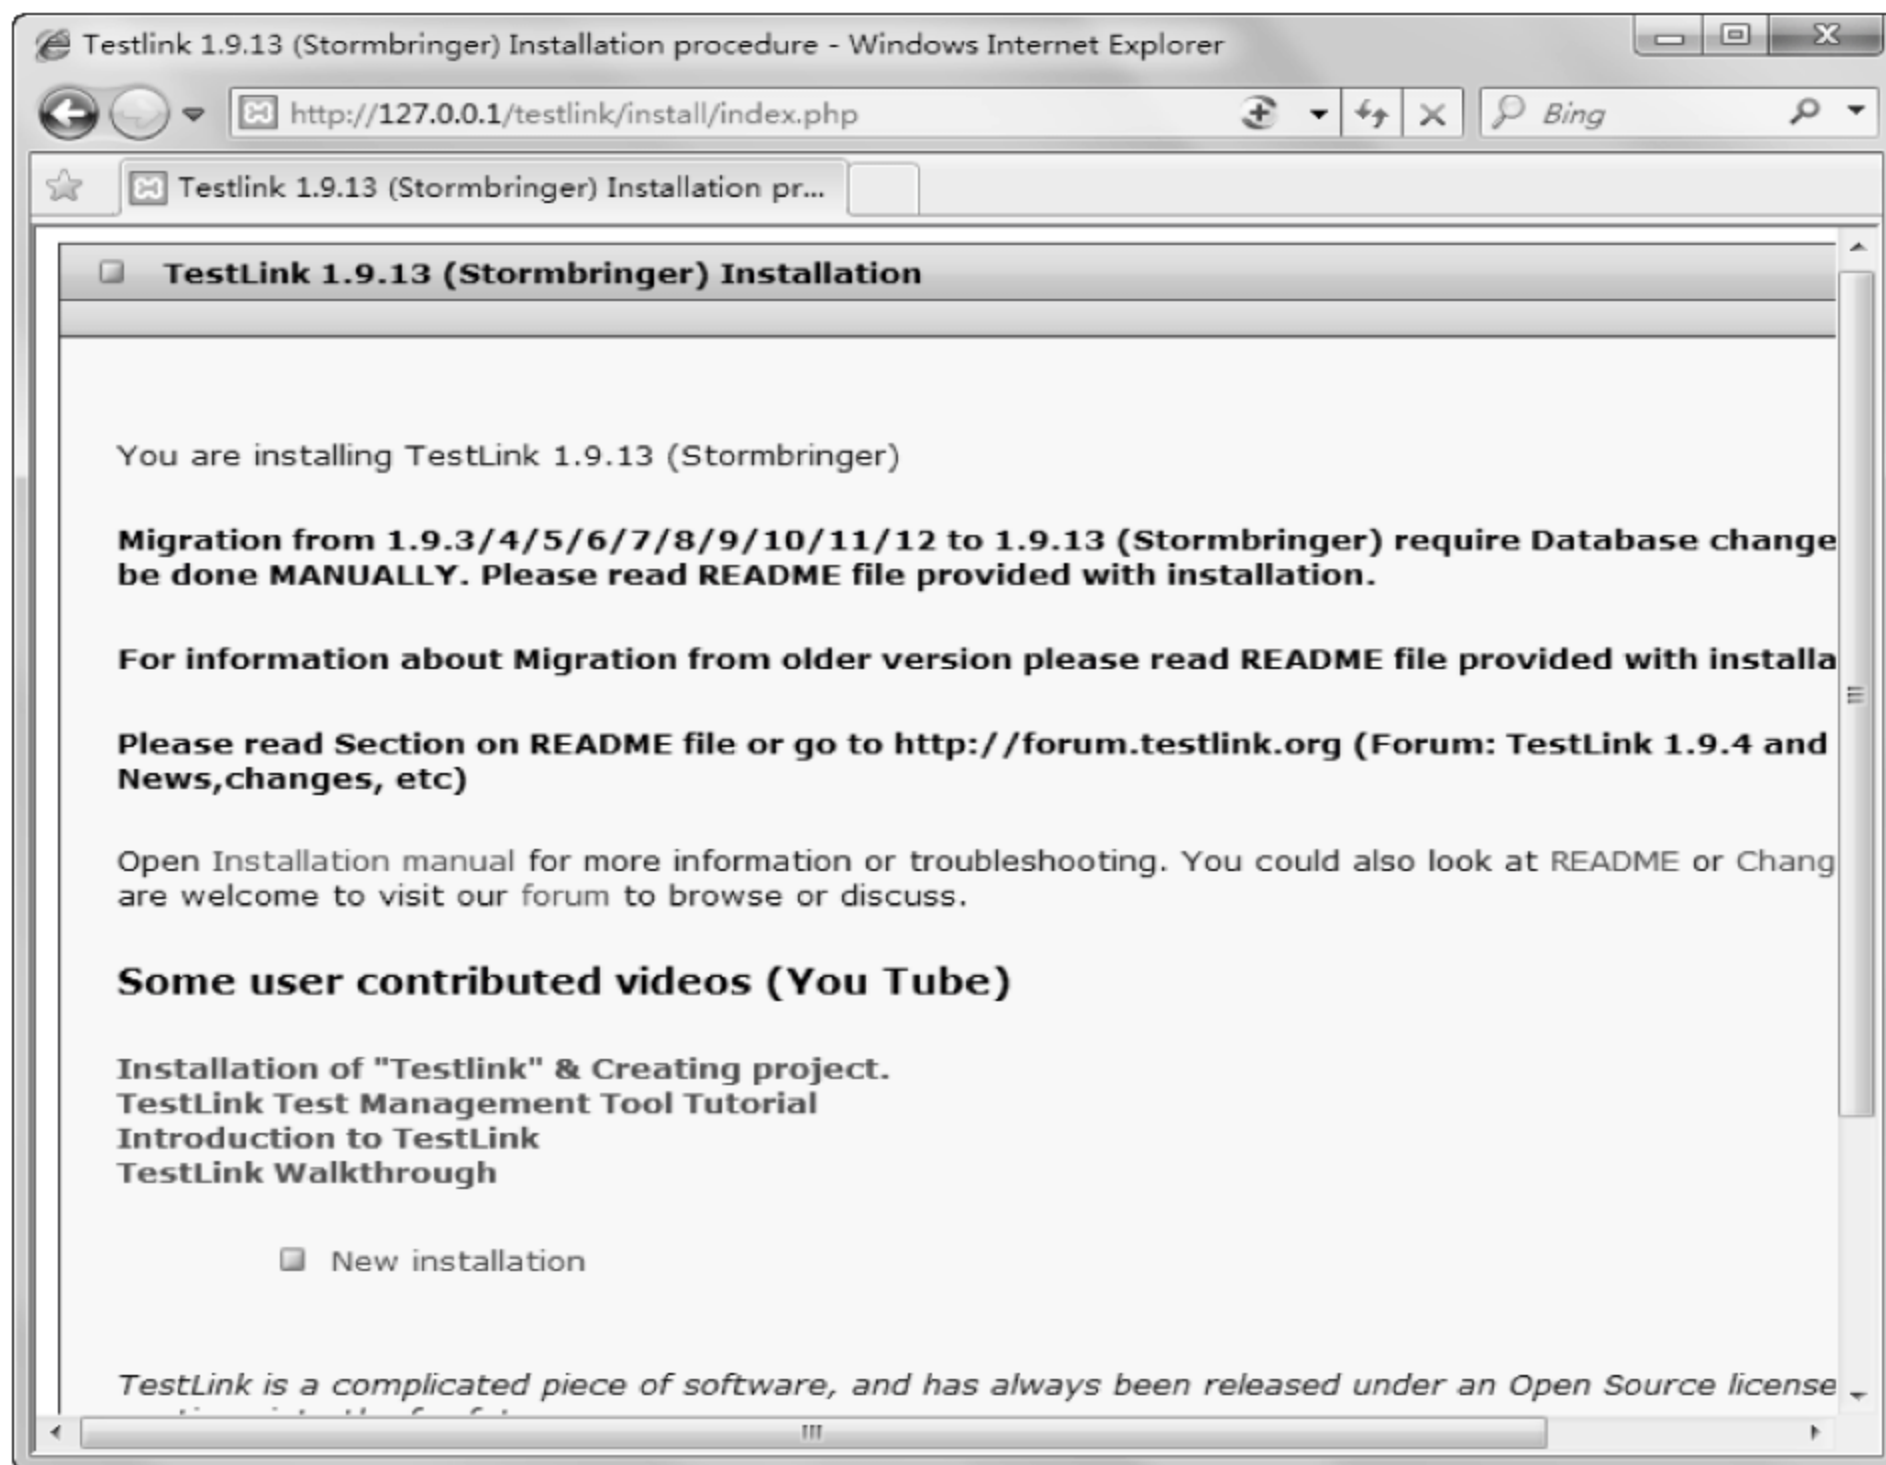 Testlink 1.9.13 (Stormbringer) Installation procedure - Windows Internet Explorer
http://127.0.0.1/testlink/install/index.php
Bing
Testlink 1.9.13 (Stormbringer) Installation pr...
TestLink 1.9.13 (Stormbringer) Installation
You are installing TestLink 1.9.13 (Stormbringer)
Migration from 1.9.3/4/5/6/7/8/9/10/11/12 to 1.9.13 (Stormbringer) require Database change
be done MANUALLY. Please read README file provided with installation.
For information about Migration from older version please read README file provided with installa
Please read Section on README file or go to http://forum.testlink.org (Forum: TestLink 1.9.4 and
News,changes, etc)
Open Installation manual for more information or troubleshooting. You could also look at README or Chang
are welcome to visit our forum to browse or discuss.
Some user contributed videos (You Tube)
Installation of "Testlink" & Creating project.
TestLink Test Management Tool Tutorial
Introduction to TestLink
TestLink Walkthrough
New installation
TestLink is a complicated piece of software, and has always been released under an Open Source license